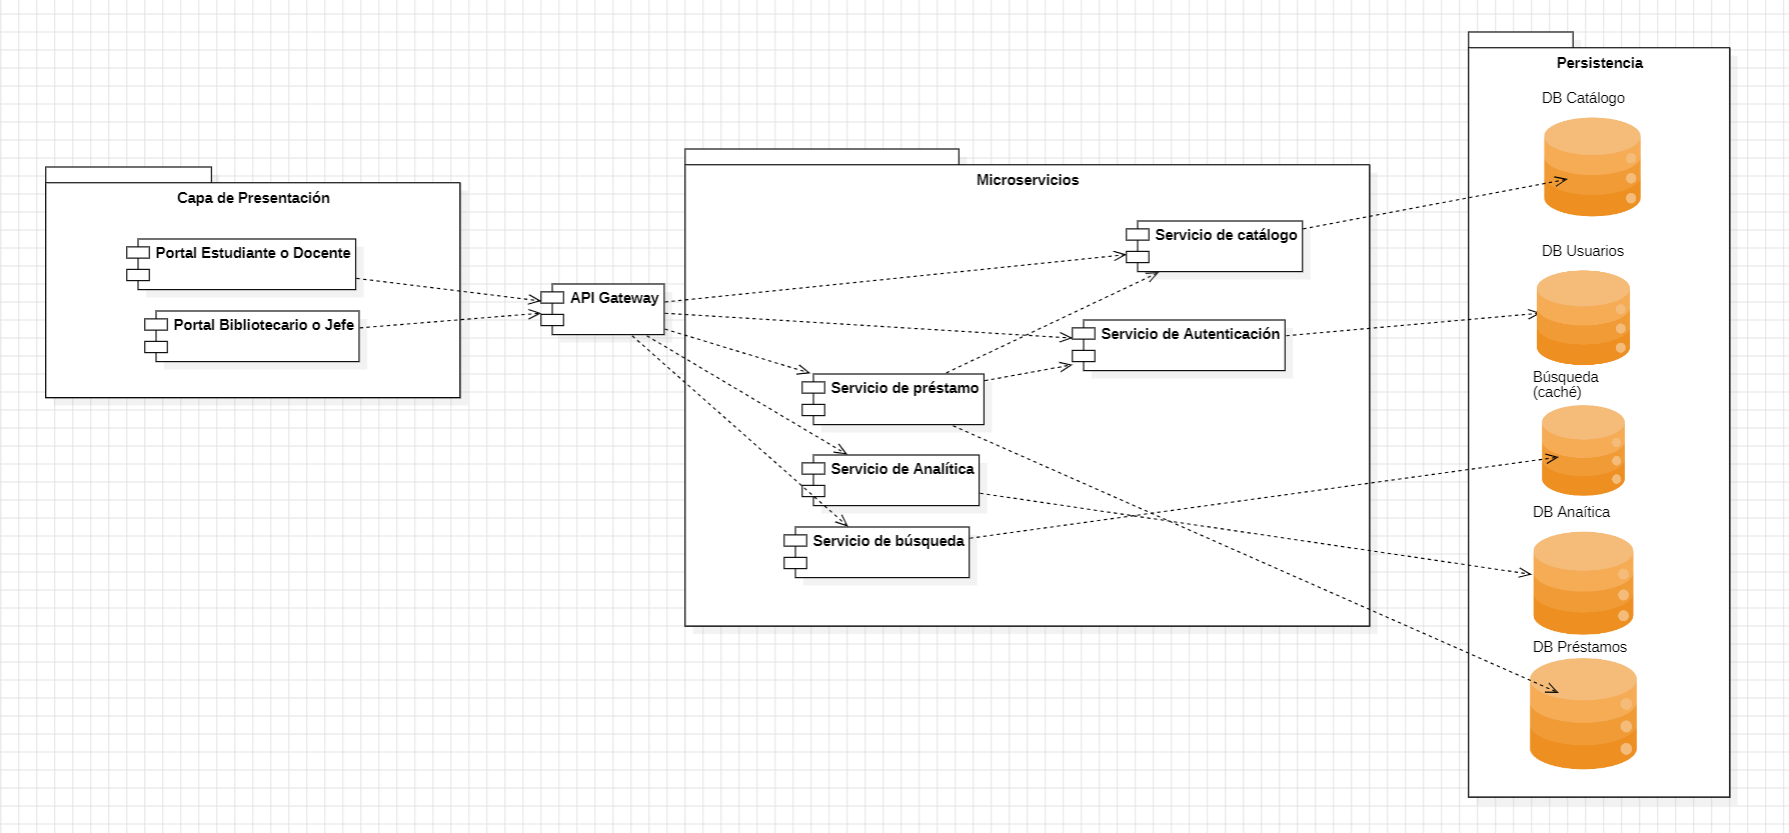 Capa de Presentación
Portal Estudiante o Docente
Portal Bibliotecario o Jefe
API Gateway
Microservicios
Servicio de catálogo
Servicio de Autenticación
Servicio de préstamo
Servicio de Analítica
Servicio de búsqueda
Persistencia
DB Catálogo
DB Usuarios
Búsqueda
(caché)
DB Anaítica
DB Préstamos